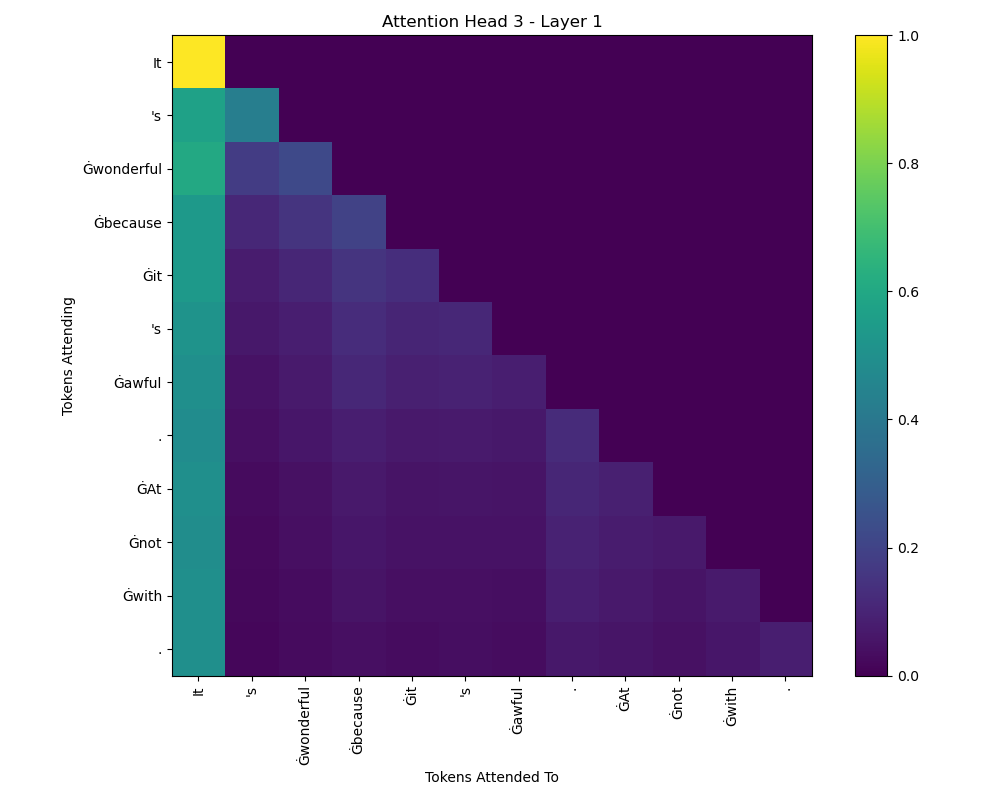 Attention Head 3 - Layer 1
It
's
Ġwonderful
Ġbecause
Ġit
's
Ġawful
.
ĠAt
Ġnot
Ġwith
.
Tokens Attending
It
's
Ġwonderful
Ġbecause
Ġit
's
Ġawful
.
ĠAt
Ġnot
Ġwith
.
Tokens Attended To
1.0
0.8
0.6
0.4
0.2
0.0